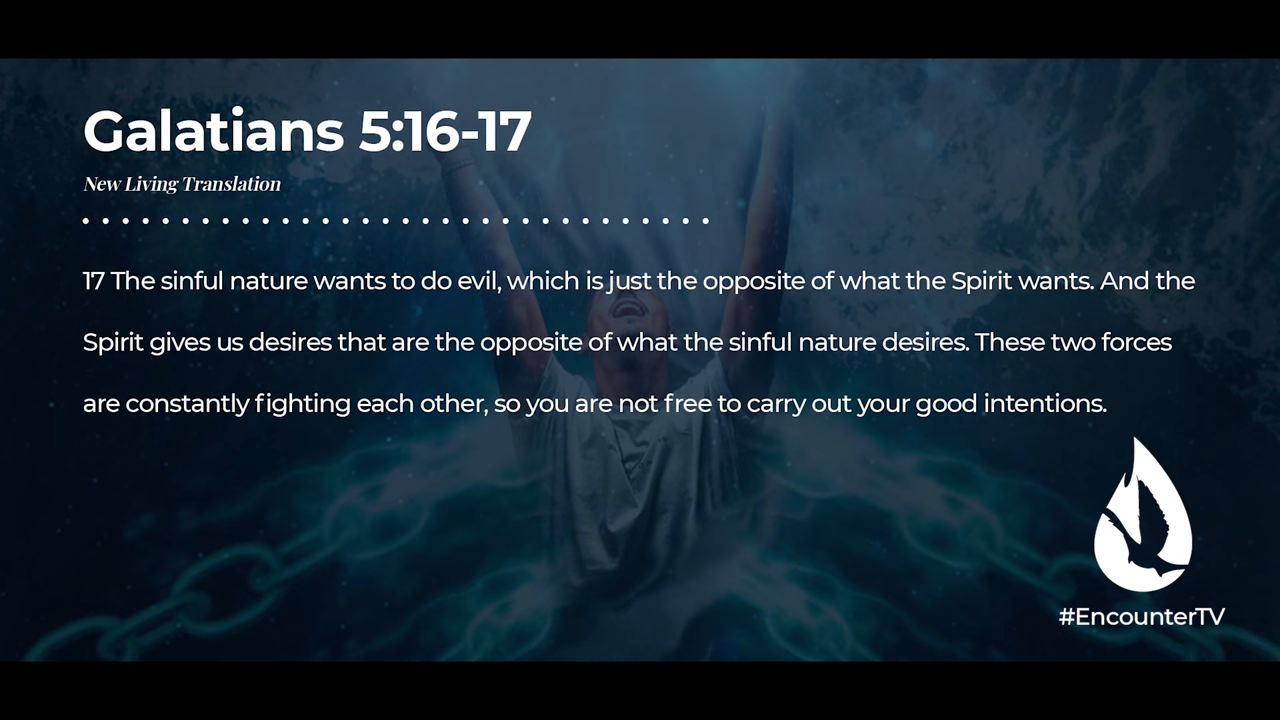 Galatians 5:16-17
New Living Translation
17 The sinful nature wants to do evil, which is just the opposite of what the Spirit wants. And the
Spirit gives us desires that are the opposite of what the sinful nature desires. These two forces
are constantly fighting each other, so you are not free to carry out your good intentions.
#EncounterTV